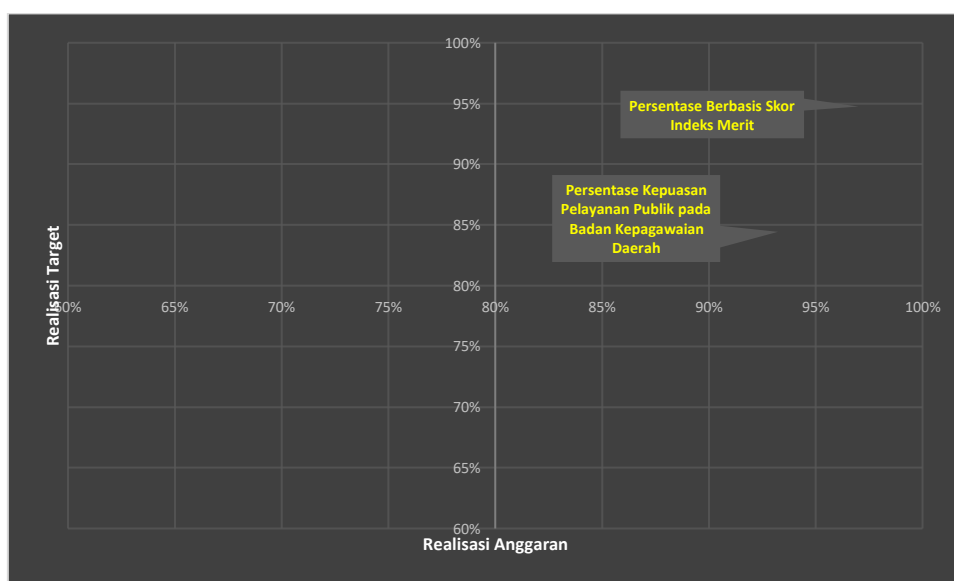 100%
Persentase Berbasis Skor
Indeks Merit
95%
90%
Persentase Kepuasan
Pelayanan Publik pada
Badan Kepagawaian
Daerah
85%
80%
Realisasi Target
60%
65%
70%
75%
80%
85%
90%
95%
100%
75%
70%
65%
60%
Realisasi Anggaran